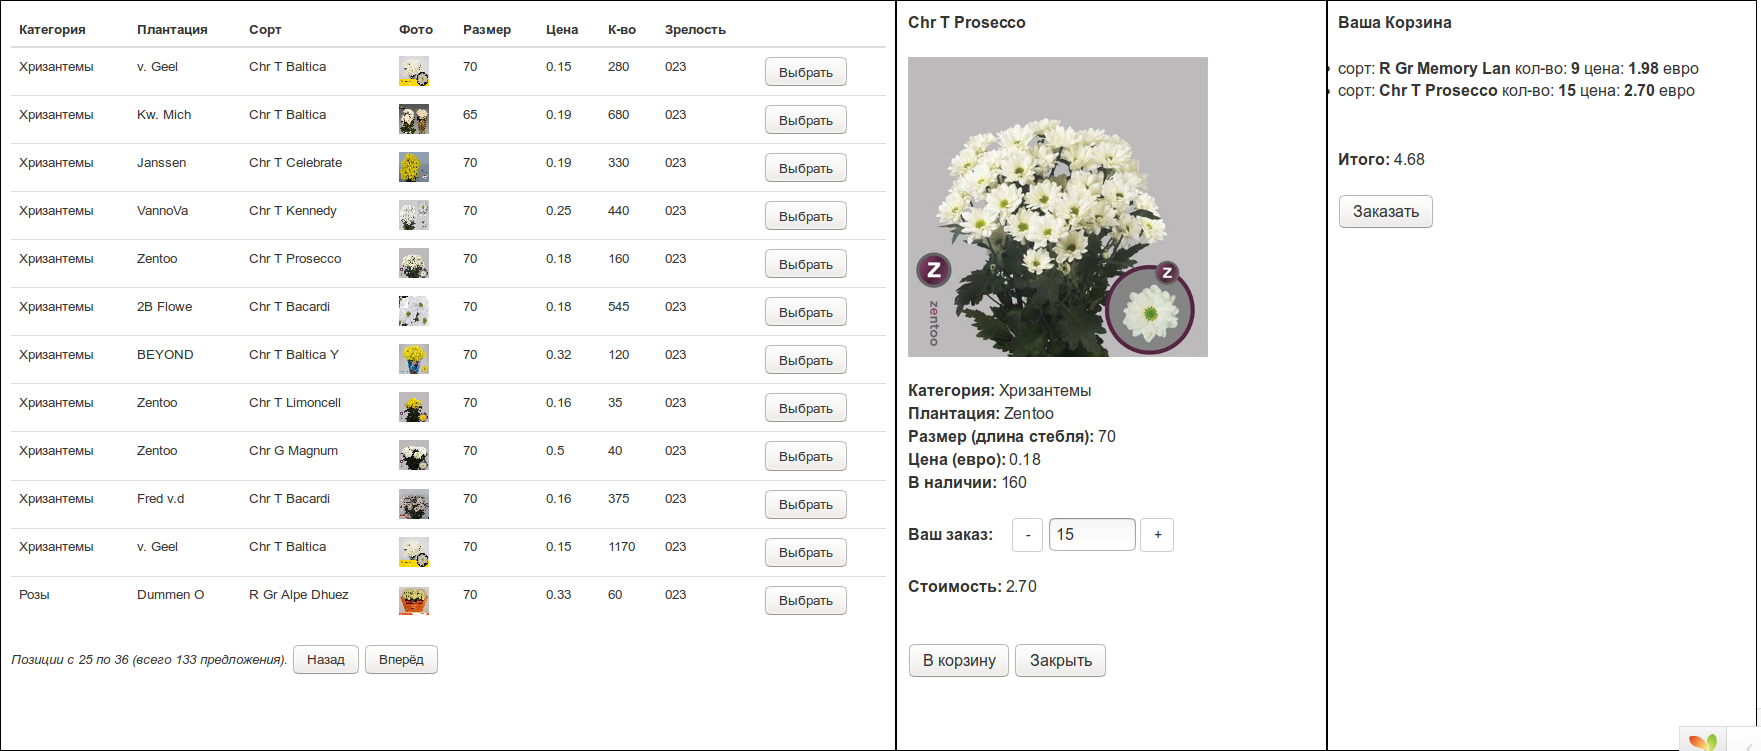 Категория Плантация Сорт Фото Размер Цена К-во Зрелость
Хризантемы v. Geel Chr T Baltica 70 0.15 280 023 Выбрать
Хризантемы Kw. Mich Chr T Baltica 65 0.19 680 023 Выбрать
Хризантемы Janssen Chr T Celebrate 70 0.19 330 023 Выбрать
Хризантемы VannoVa Chr T Kennedy 70 0.25 440 023 Выбрать
Хризантемы Zentoo Chr T Prosecco 70 0.18 160 023 Выбрать
Хризантемы 2B Flowe Chr T Bacardi 70 0.18 545 023 Выбрать
Хризантемы BEYOND Chr T Baltica Y 70 0.32 120 023 Выбрать
Хризантемы Zentoo Chr T Limoncell 70 0.16 35 023 Выбрать
Хризантемы Zentoo Chr G Magnum 70 0.5 40 023 Выбрать
Хризантемы Fred v.d Chr T Bacardi 70 0.16 375 023 Выбрать
Хризантемы v. Geel Chr T Baltica 70 0.15 1170 023 Выбрать
Розы Dummen O R Gr Alpe Dhuez 70 0.33 60 023 Выбрать
Позиции с 25 по 36 (всего 133 предложения). Назад Вперёд
Chr T Prosecco
Z
zentoo
Z
Категория: Хризантемы
Плантация: Zentoo
Размер (длина стебля): 70
Цена (евро): 0.18
В наличии: 160
Ваш заказ: - 15 +
Стоимость: 2.70
В корзину Закрыть
Ваша Корзина
сорт: R Gr Memory Lan кол-во: 9 цена: 1.98 евро
сорт: Chr T Prosecco кол-во: 15 цена: 2.70 евро
Итого: 4.68
Заказать